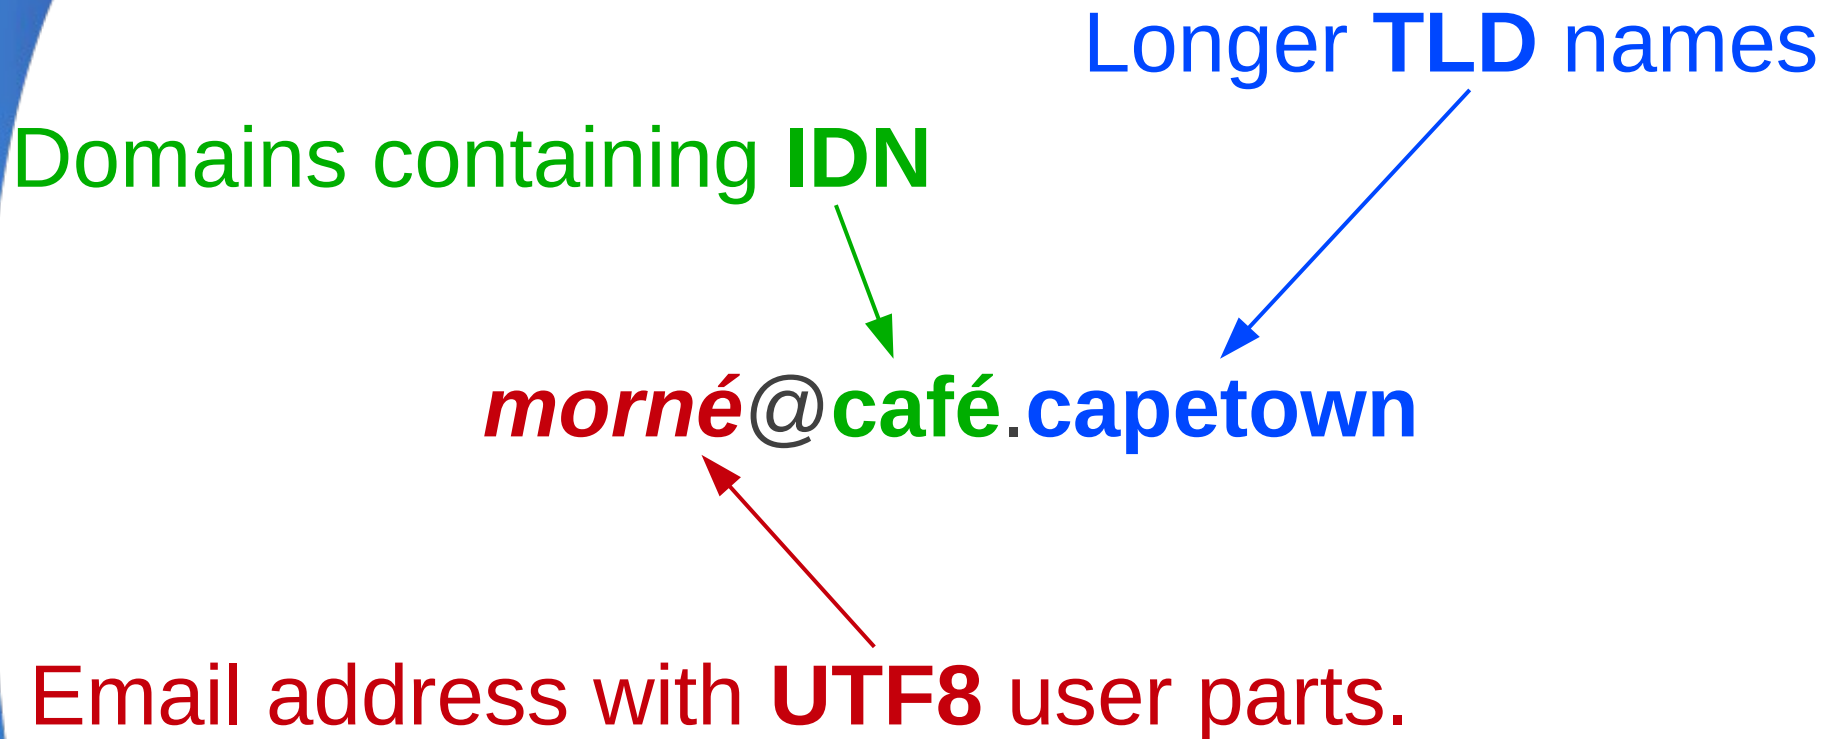 Longer TLD names
Domains containing IDN
morné@café.capetown
Email address with UTF8 user parts.